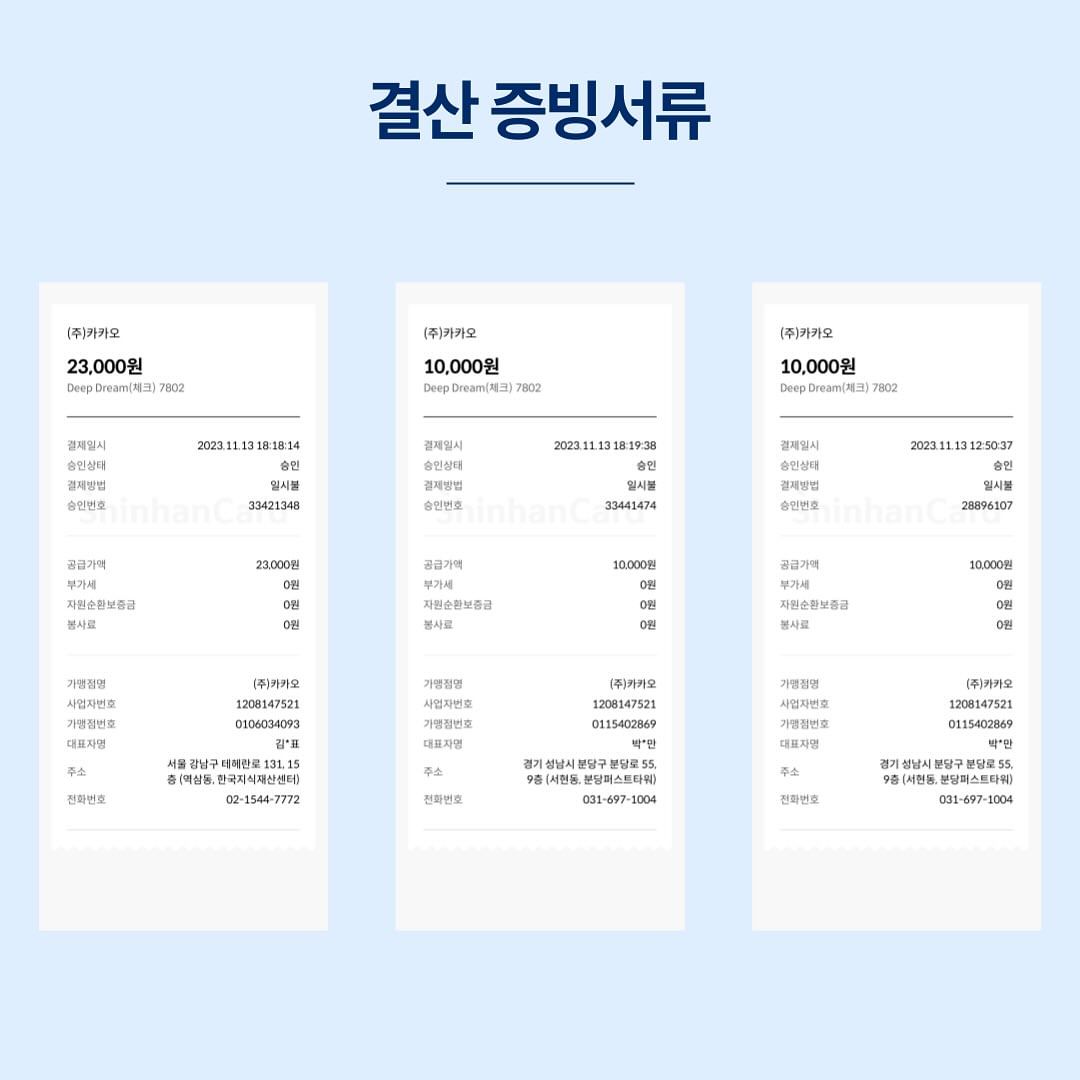 결산 증빙서류
(주)카카오
23,000원
Deep Dream(체크) 7802
결제일시 2023.11.13 18:18:14
승인상태 승인
결제방법 일시불
승인번호 33421348
ShinhanCard
공급가액 23,000원
부가세 0원
자원순환보증금 0원
봉사료 0원
가맹점명 (주)카카오
사업자번호 1208147521
가맹점번호 0106034093
대표자명 김*표
주소 서울 강남구 테헤란로 131, 15
층 (역삼동, 한국지식재산센터)
전화번호 02-1544-7772
(주)카카오
10,000원
Deep Dream(체크) 7802
결제일시 2023.11.13 18:19:38
승인상태 승인
결제방법 일시불
승인번호 33441474
ShinhanCard
공급가액 10,000원
부가세 0원
자원순환보증금 0원
봉사료 0원
가맹점명 (주)카카오
사업자번호 1208147521
가맹점번호 0115402869
대표자명 박*만
주소 경기 성남시 분당구 분당로 55,
9층 (서현동, 분당퍼스트타워)
전화번호 031-697-1004
(주)카카오
10,000원
Deep Dream(체크) 7802
결제일시 2023.11.13 12:50:37
승인상태 승인
결제방법 일시불
승인번호 28896107
ShinhanCard
공급가액 10,000원
부가세 0원
자원순환보증금 0원
봉사료 0원
가맹점명 (주)카카오
사업자번호 1208147521
가맹점번호 0115402869
대표자명 박*만
주소 경기 성남시 분당구 분당로 55,
9층 (서현동, 분당퍼스트타워)
전화번호 031-697-1004